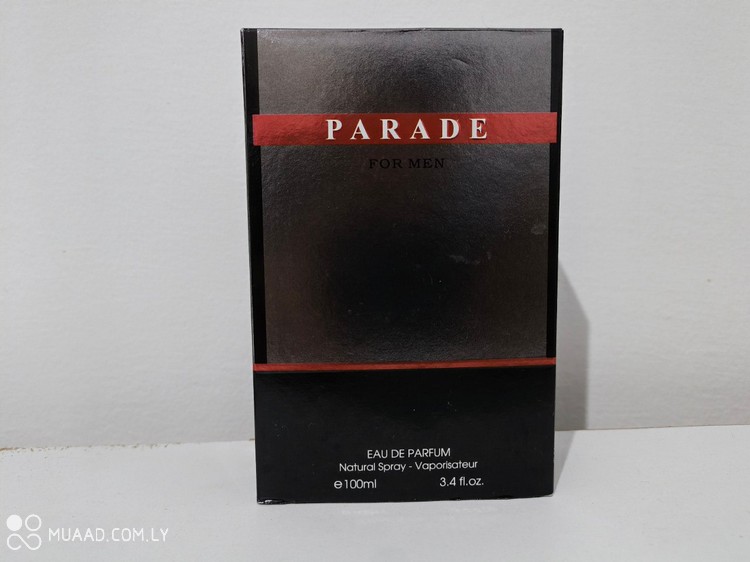 PARADE
FOR MEN
EAU DE PARFUM
Natural Spray - Vaporisateur
℮100ml 3.4 fl.oz.
MUAAD.COM.LY